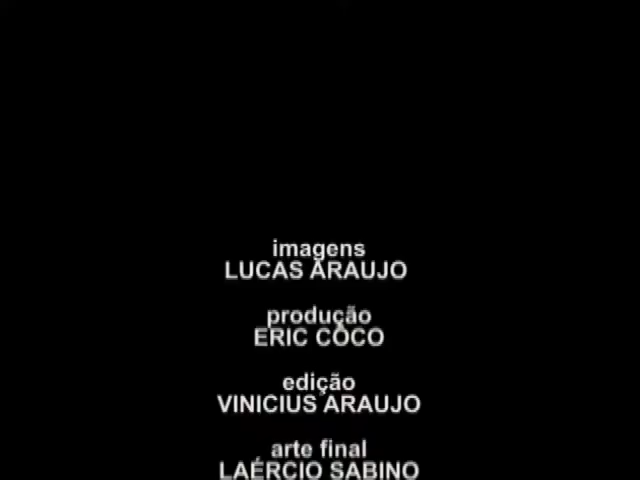 imagens
LUCAS ARAUJO
produção
ERIC COCO
edição
VINICIUS ARAUJO
arte final
LAÉRCIO SABINO